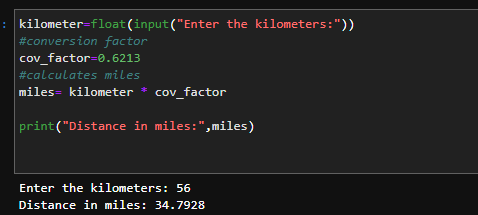 kilometer=float(input("Enter the kilometers:"))
#conversion factor
cov_factor=0.6213
#calculates miles
miles= kilometer * cov_factor
print("Distance in miles:",miles)
Enter the kilometers: 56
Distance in miles: 34.7928